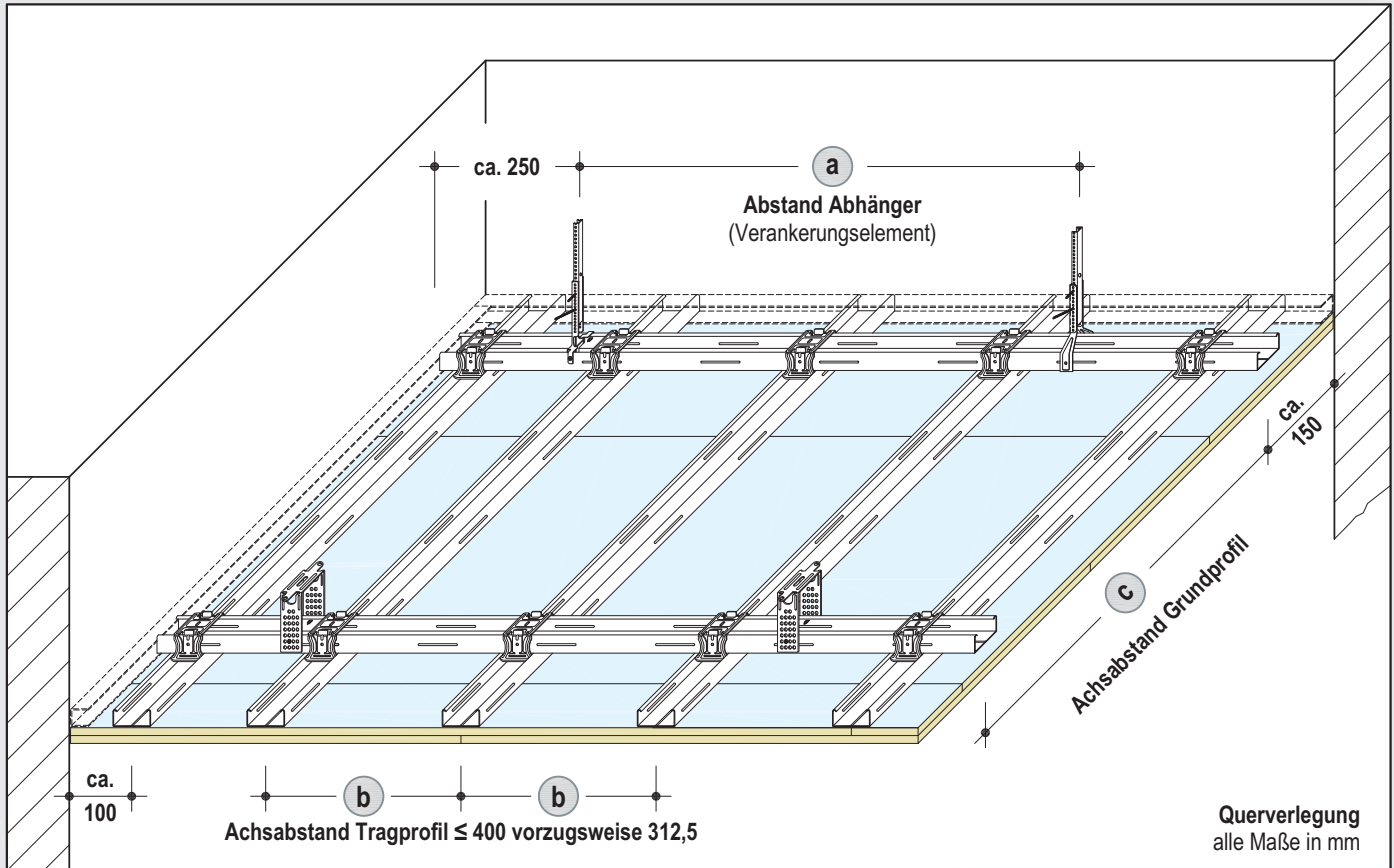 ca. 250
a
Abstand Abhänger
(Verankerungselement)
ca.
150
c
Achsabstand Grundprofil
ca.
100
b
b
Achsabstand Tragprofil ≤ 400 vorzugsweise 312,5
Querverlegung
alle Maße in mm